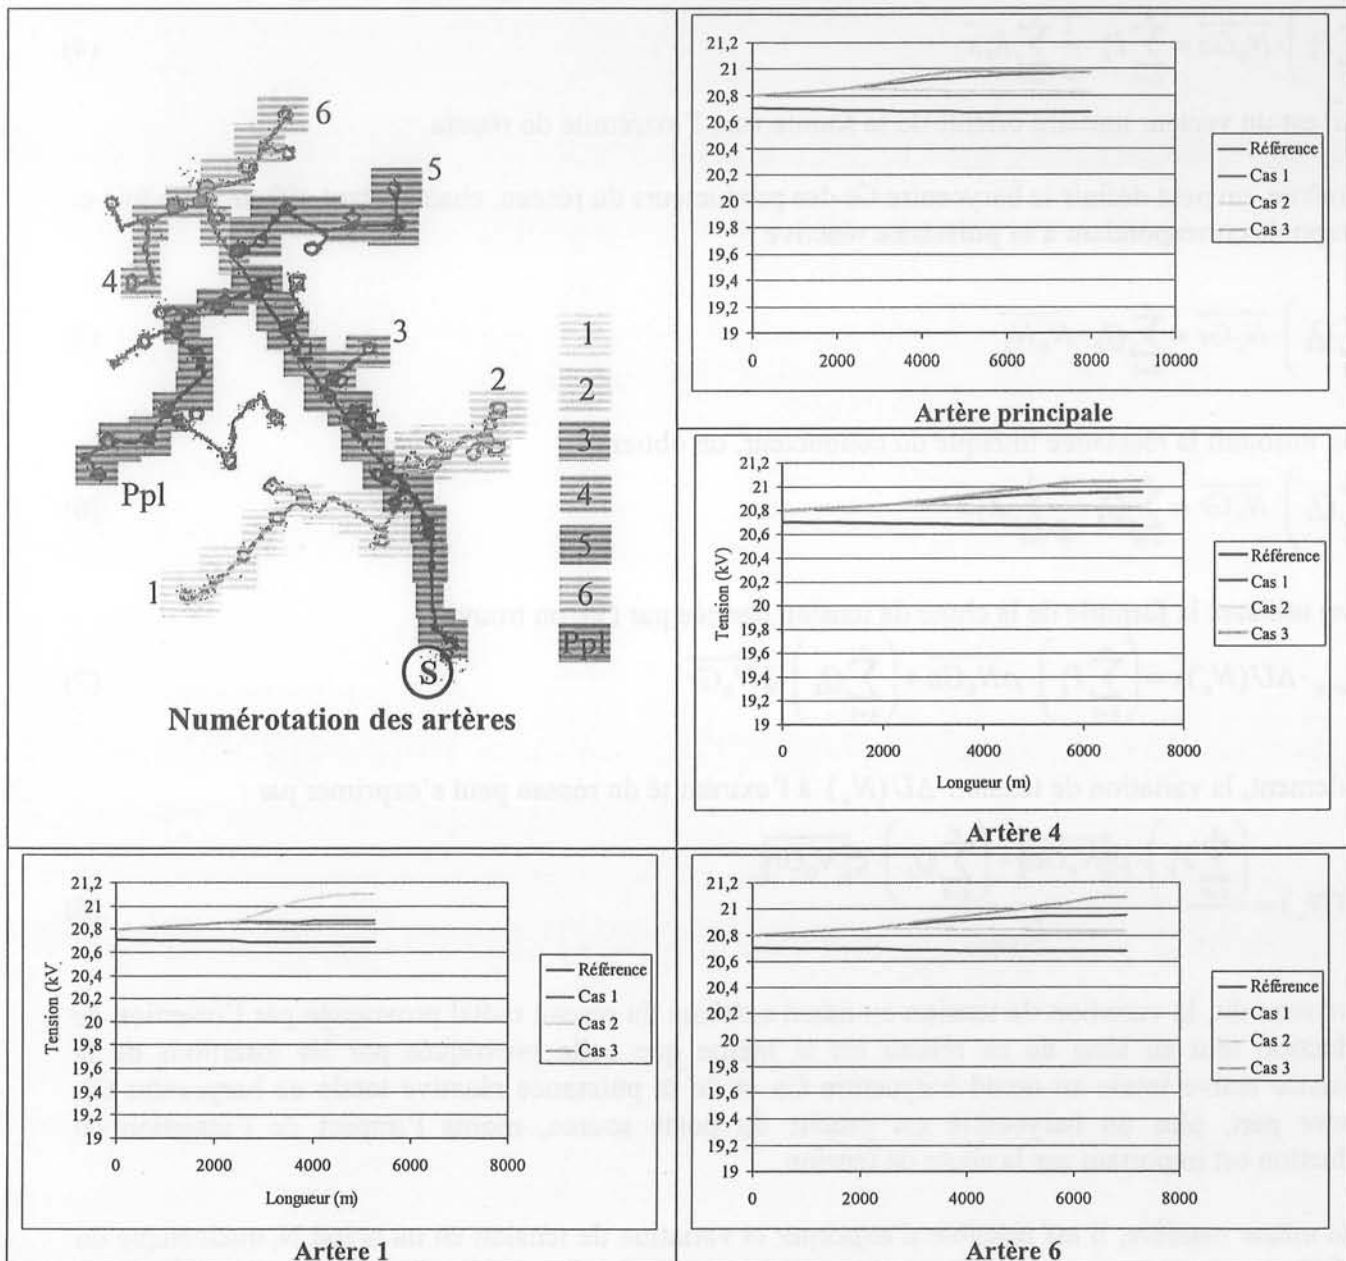 6
5
4
3
2
1
Ppl
S
1
2
3
4
5
6
Ppl
Numérotation des artères
21,2
21
20,8
20,6
20,4
20,2
20
19,8
19,6
19,4
19,2
19
0 2000 4000 6000 8000 10000
Référence
Cas 1
Cas 2
Cas 3
Artère principale
Tension (kV)
21,2
21
20,8
20,6
20,4
20,2
20
19,8
19,6
19,4
19,2
19
0 2000 4000 6000 8000
Longueur (m)
Référence
Cas 1
Cas 2
Cas 3
Artère 4
Tension (kV)
21,2
21
20,8
20,6
20,4
20,2
20
19,8
19,6
19,4
19,2
19
0 2000 4000 6000 8000
Longueur (m)
Référence
Cas 1
Cas 2
Cas 3
Artère 1
21,2
21
20,8
20,6
20,4
20,2
20
19,8
19,6
19,4
19,2
19
0 2000 4000 6000 8000
Référence
Cas 1
Cas 2
Cas 3
Artère 6